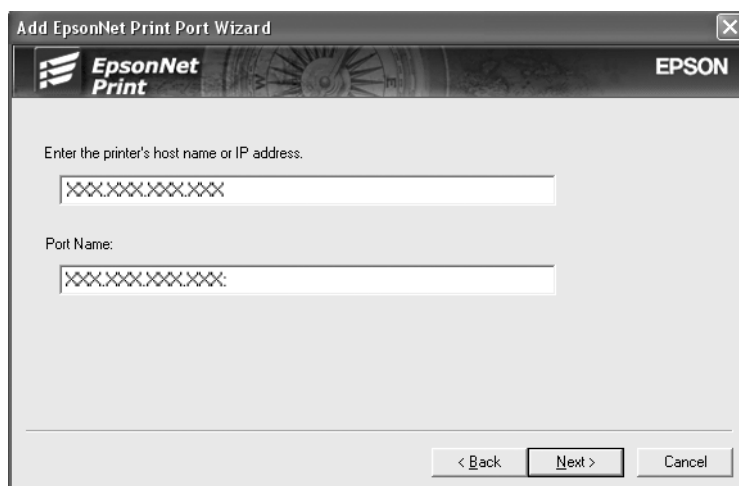 Add EpsonNet Print Port Wizard
EpsonNet
Print
EPSON
Enter the printer's host name or IP address.
XXX.XXX.XXX.XXX
Port Name:
XXX.XXX.XXX.XXX:
< Back
Next >
Cancel